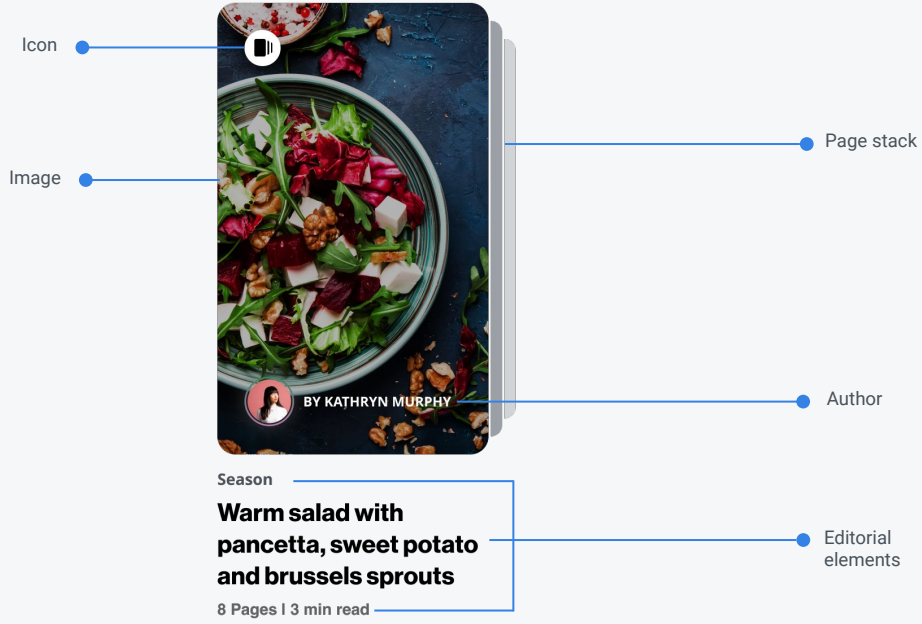 Icon
Image
Page stack
BY KATHRYN MURPHY
Author
Season
Warm salad with
pancetta, sweet potato
and brussels sprouts
8 Pages | 3 min read
Editorial
elements